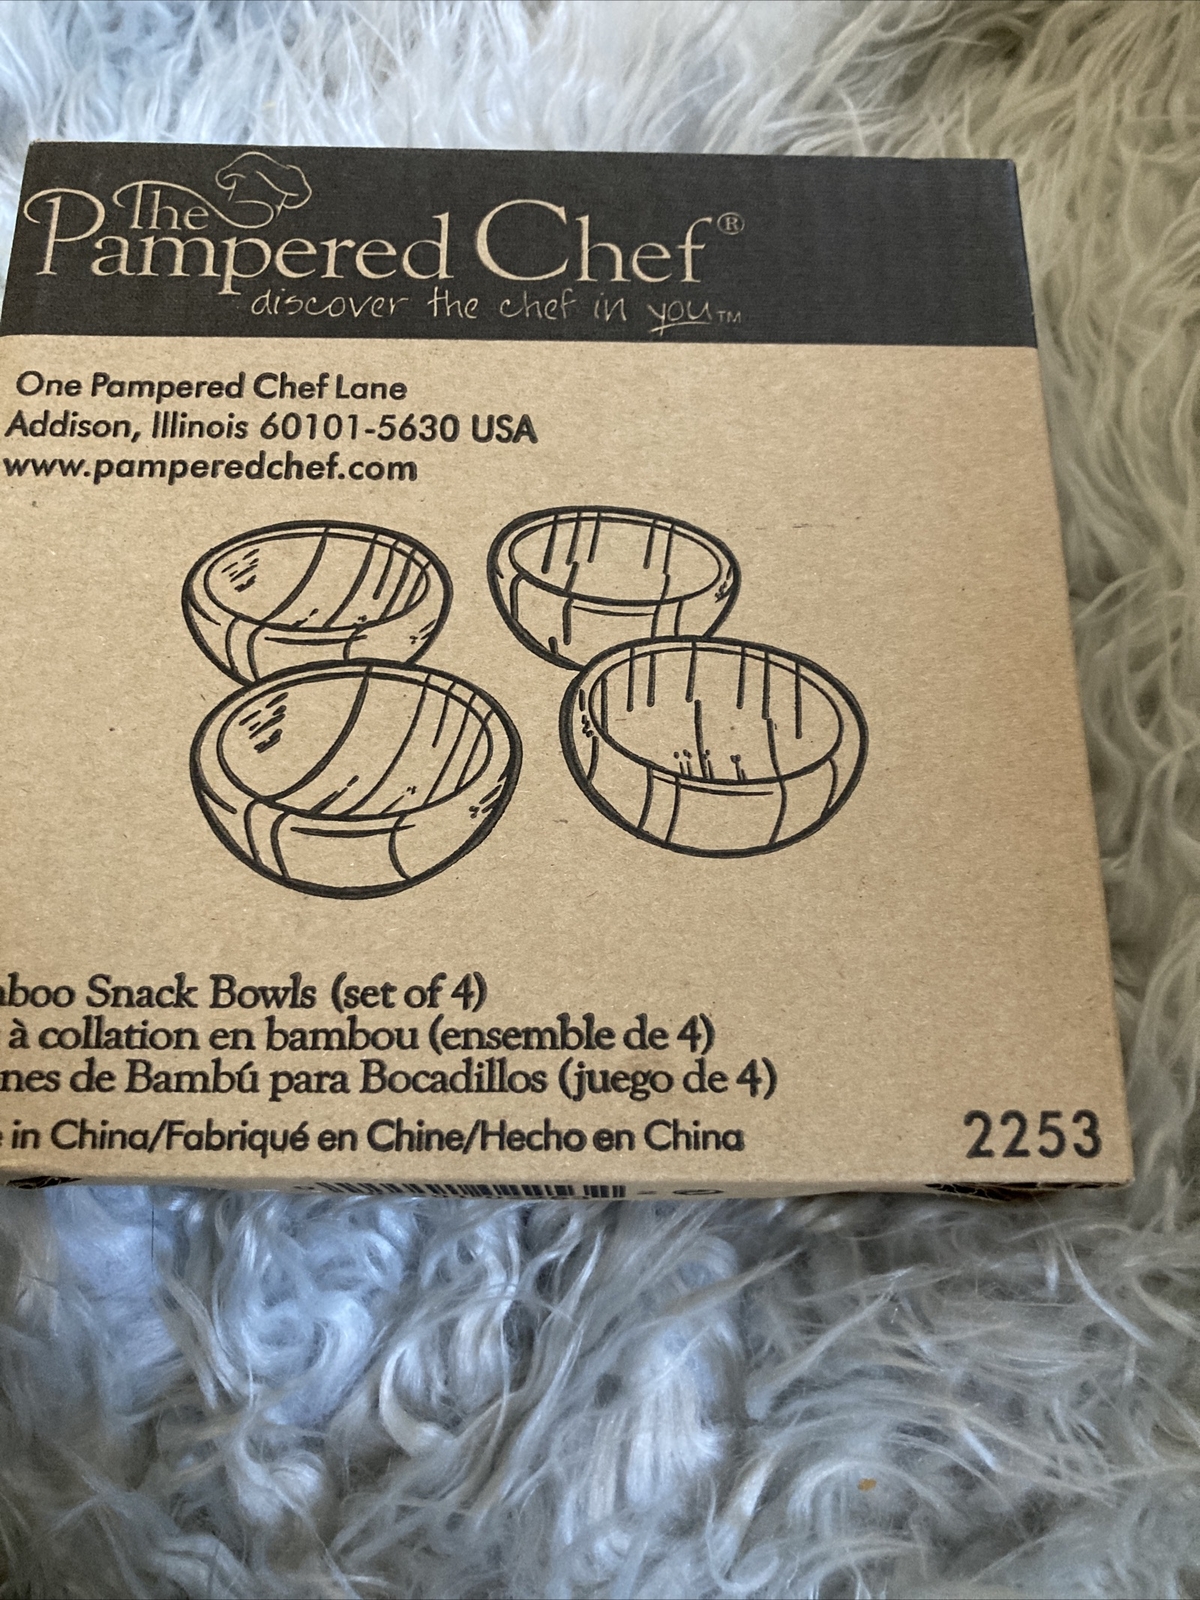 The
Pampered Chef®
discover the chef in you™
One Pampered Chef Lane
Addison, Illinois 60101-5630 USA
www.pamperedchef.com
Snack Bowls (set of 4)
à collation en bambou (ensemble de 4)
de Bambú para Bocadillos (juego de 4)
in China/Fabriqué en Chine/Hecho en China
2253